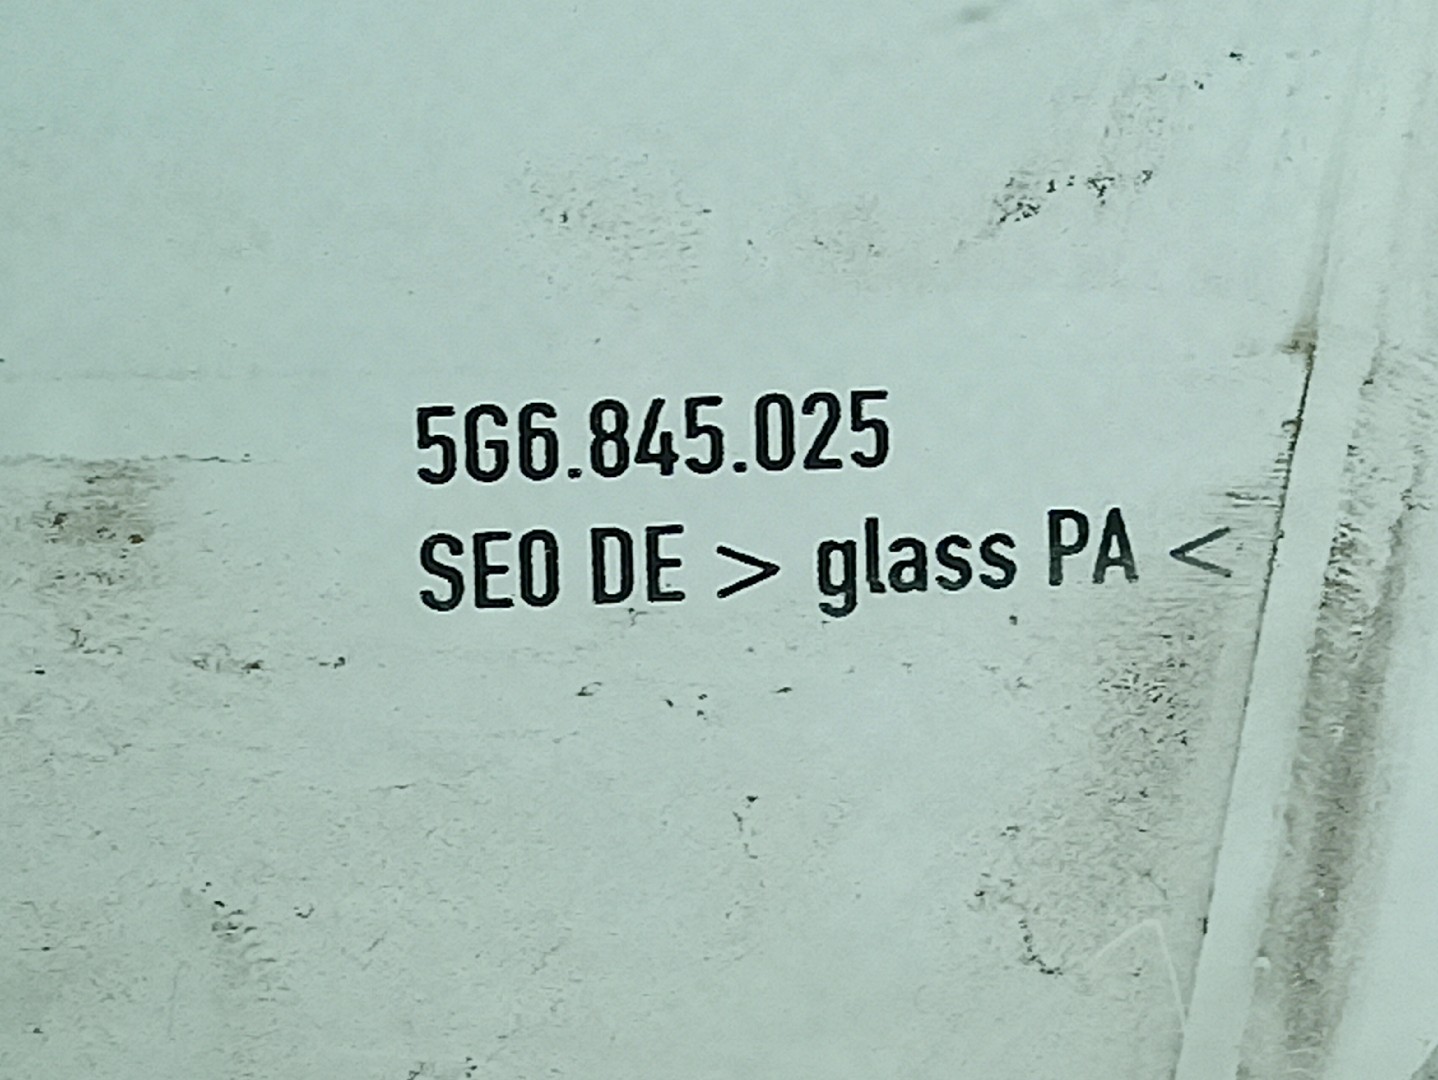 5G6.845.025
SEO DE > glass PA <